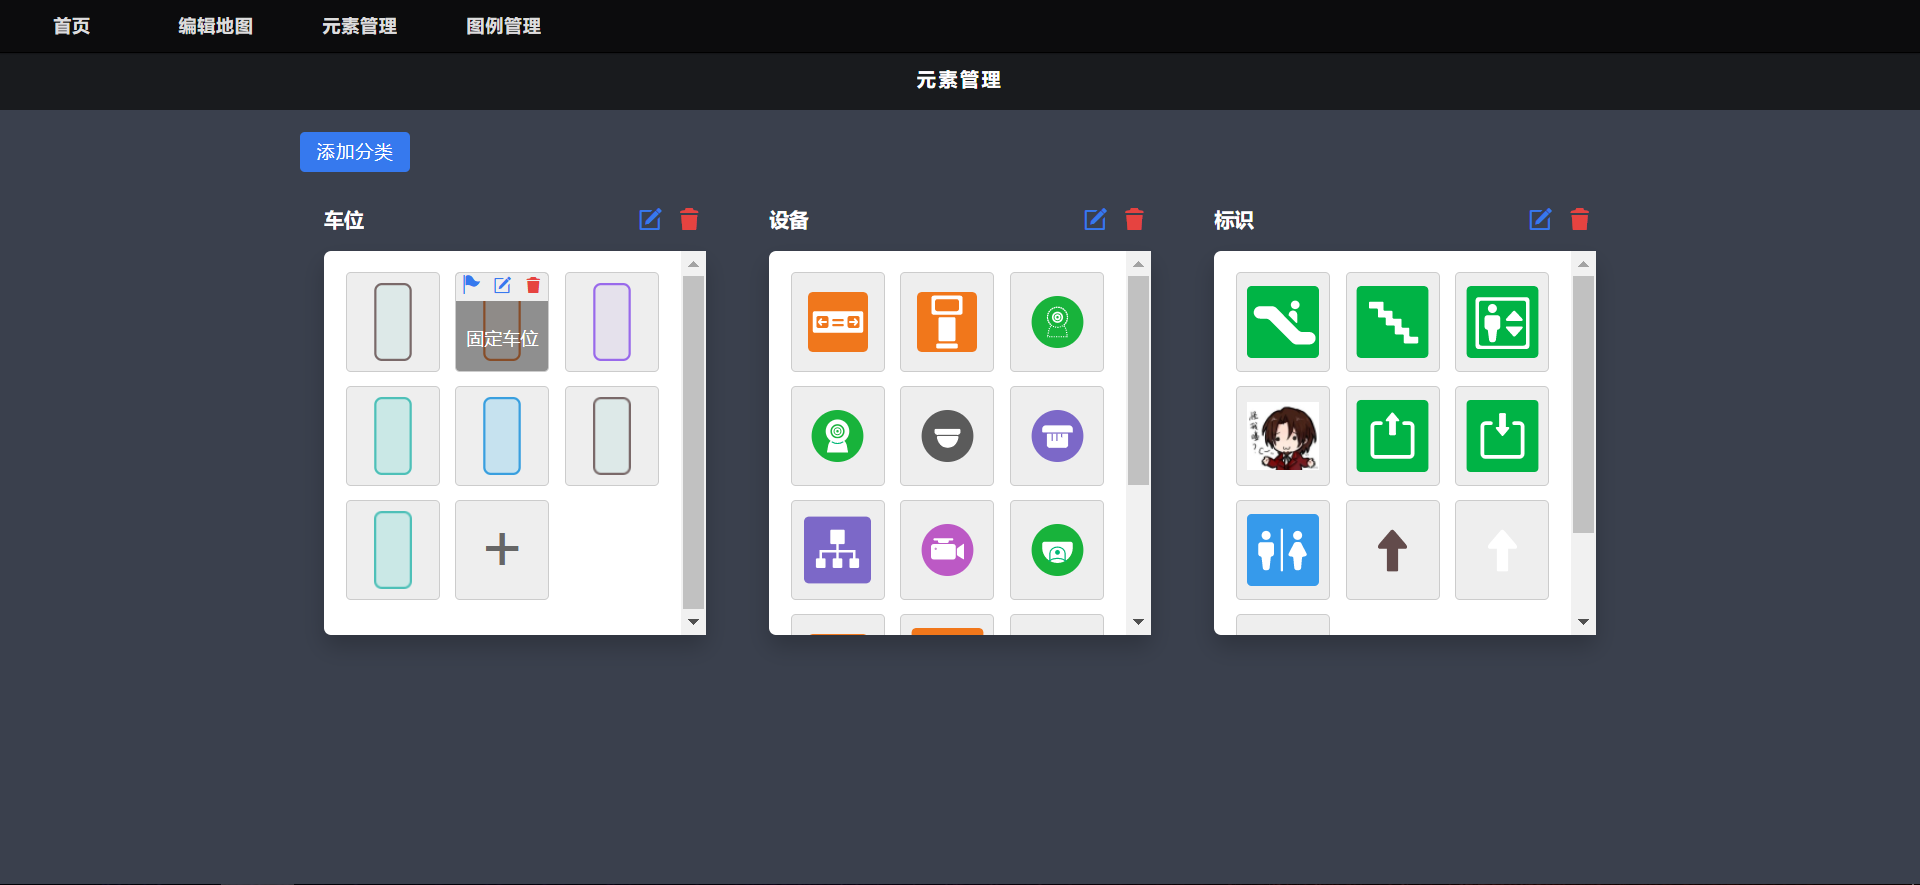 首页 编辑地图 元素管理 图例管理
元素管理
添加分类
车位
固定车位
设备
标识